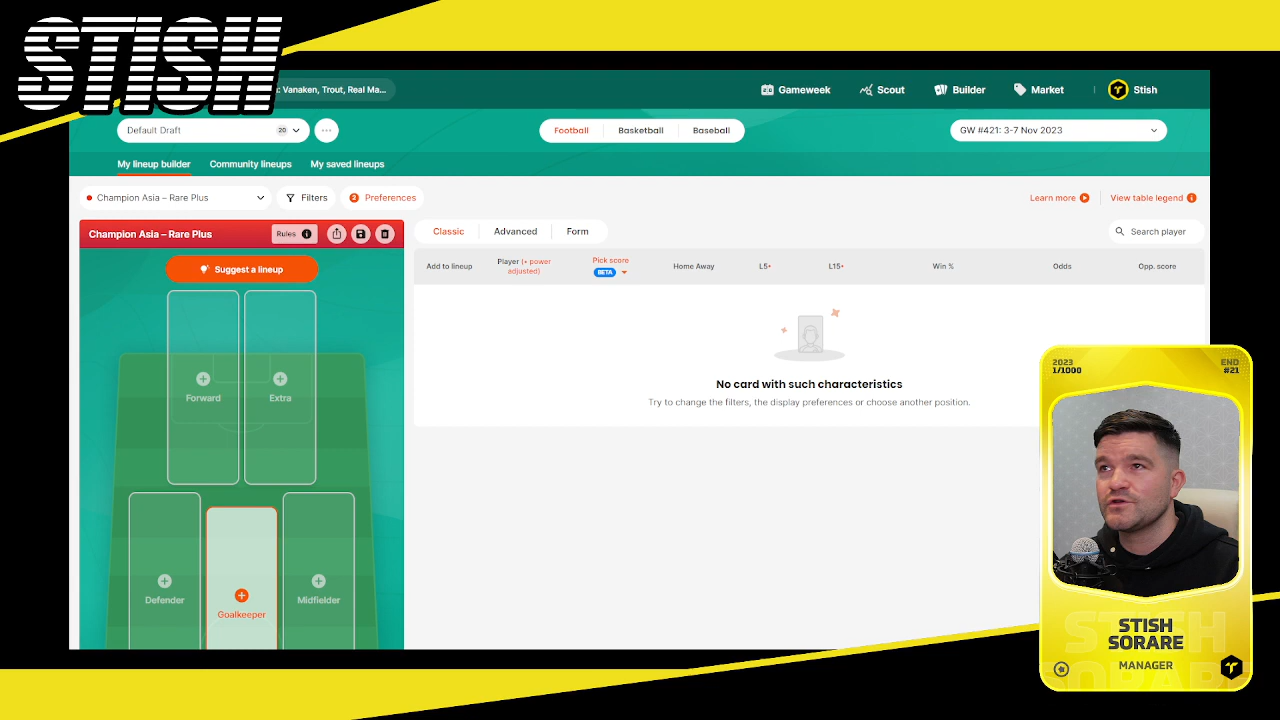 STISH
: Vanaken, Trout, Real Ma...
Gameweek
Scout
Builder
Market
Stish
Default Draft
20
Football
Basketball
Baseball
GW #421: 3-7 Nov 2023
My lineup builder
Community lineups
My saved lineups
Champion Asia – Rare Plus
Filters
2 Preferences
Learn more
View table legend
Champion Asia – Rare Plus
Rules
Classic
Advanced
Form
Search player
Suggest a lineup
Add to lineup
Player (• power
adjusted)
Pick score
BETA
Home Away
L5•
L15•
Win %
Odds
Opp. score
Forward
Extra
Defender
Goalkeeper
Midfielder
No card with such characteristics
Try to change the filters, the display preferences or choose another position.
2023
1/1000
END
#21
STISH
SORARE
MANAGER